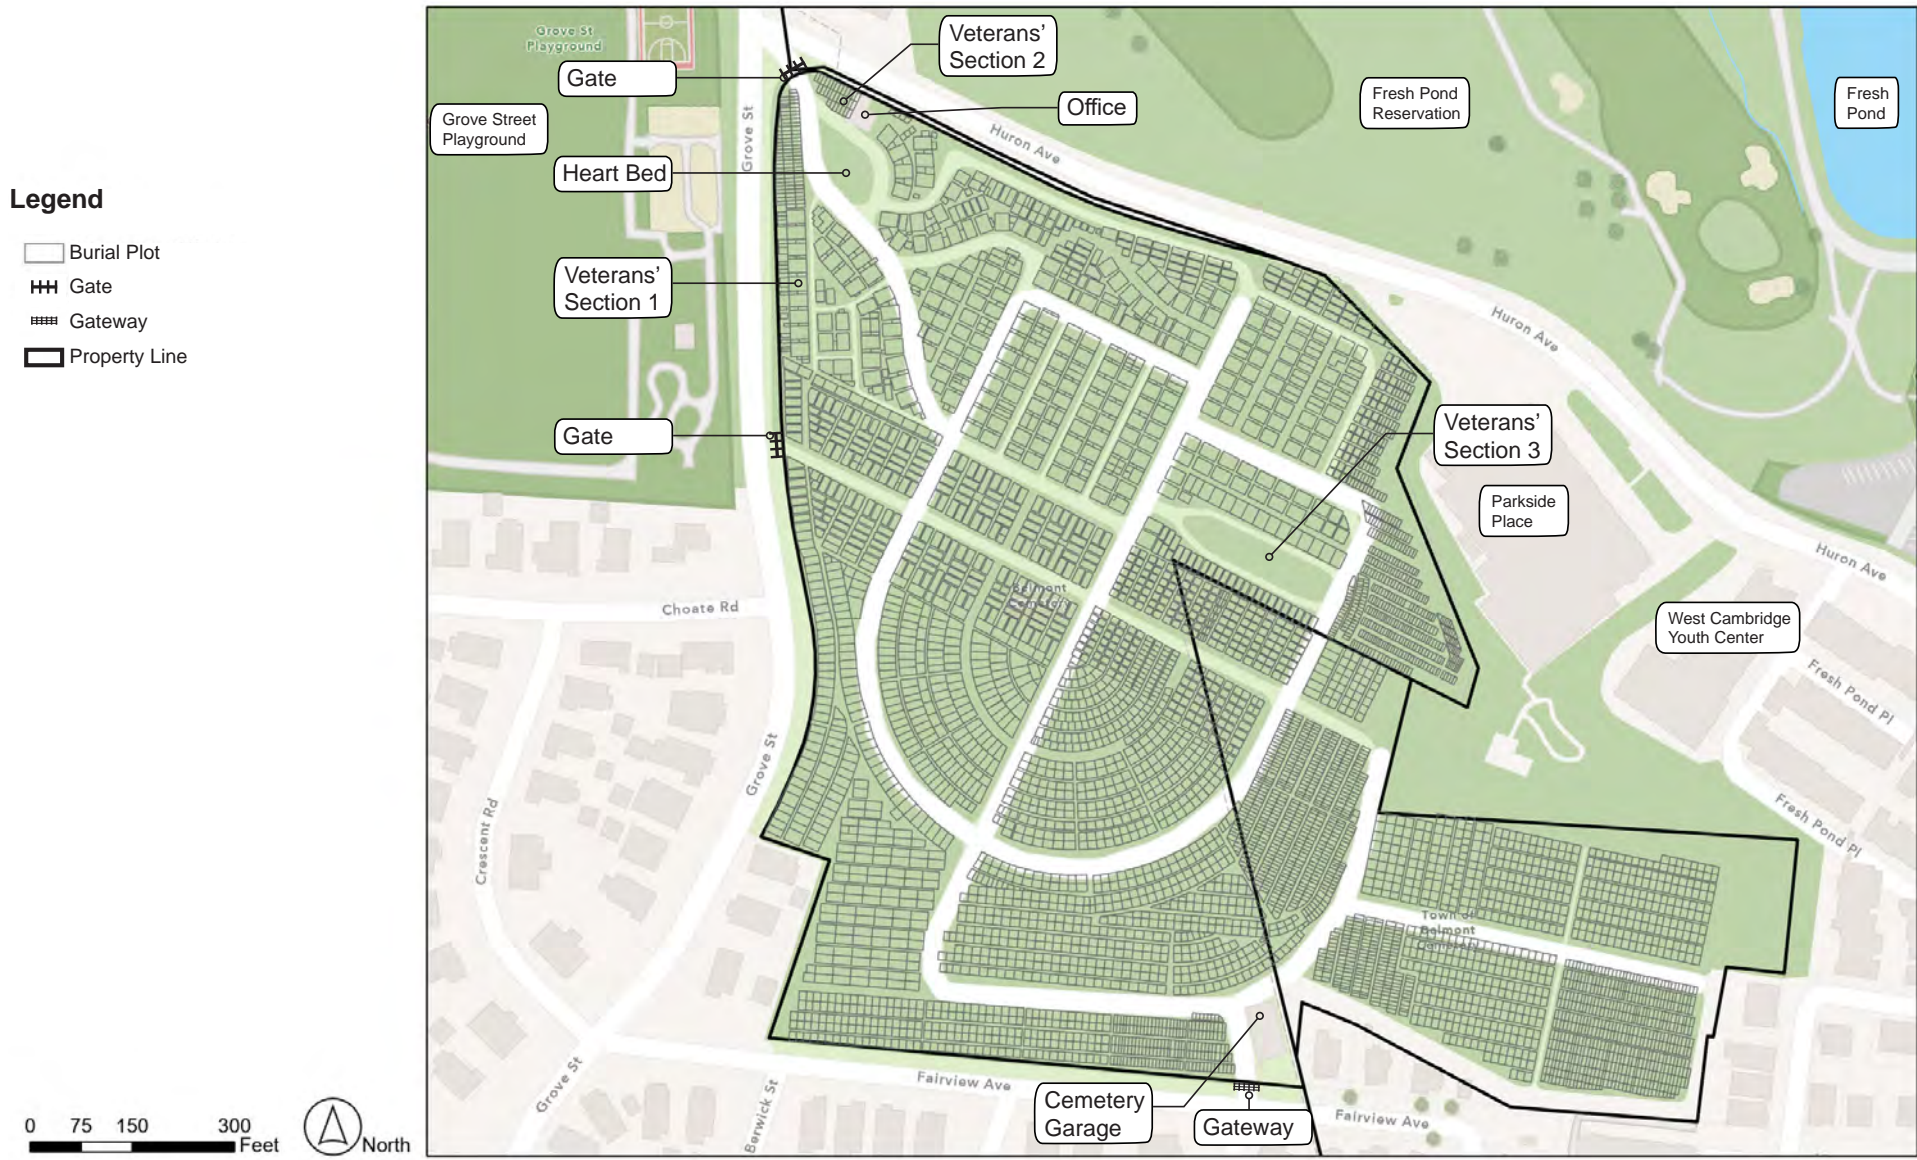 Grove St
Playground
Gate
Veterans’
Section 2
Office
Fresh Pond
Reservation
Fresh
Pond
Grove Street
Playground
Grove St
Huron Ave
Heart Bed
Legend
Burial Plot
Gate
Gateway
Property Line
Veterans’
Section 1
Huron Ave
Gate
Veterans’
Section 3
Parkside
Place
Huron Ave
Belmont
Cemetery
Choate Rd
West Cambridge
Youth Center
Fresh Pond Pl
Grove St
Crescent Rd
Fresh Pond Pl
Town of
Belmont
Cemetery
Grove St
Fairview Ave
Berwick St
Cemetery
Garage
Gateway
Fairview Ave
0 75 150 300
Feet
North